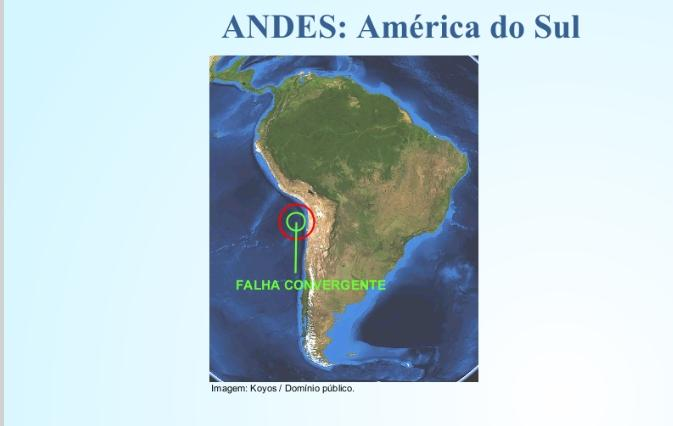 ANDES: América do Sul
FALHA CONVERGENTE
Imagem: Koyos / Domínio público.